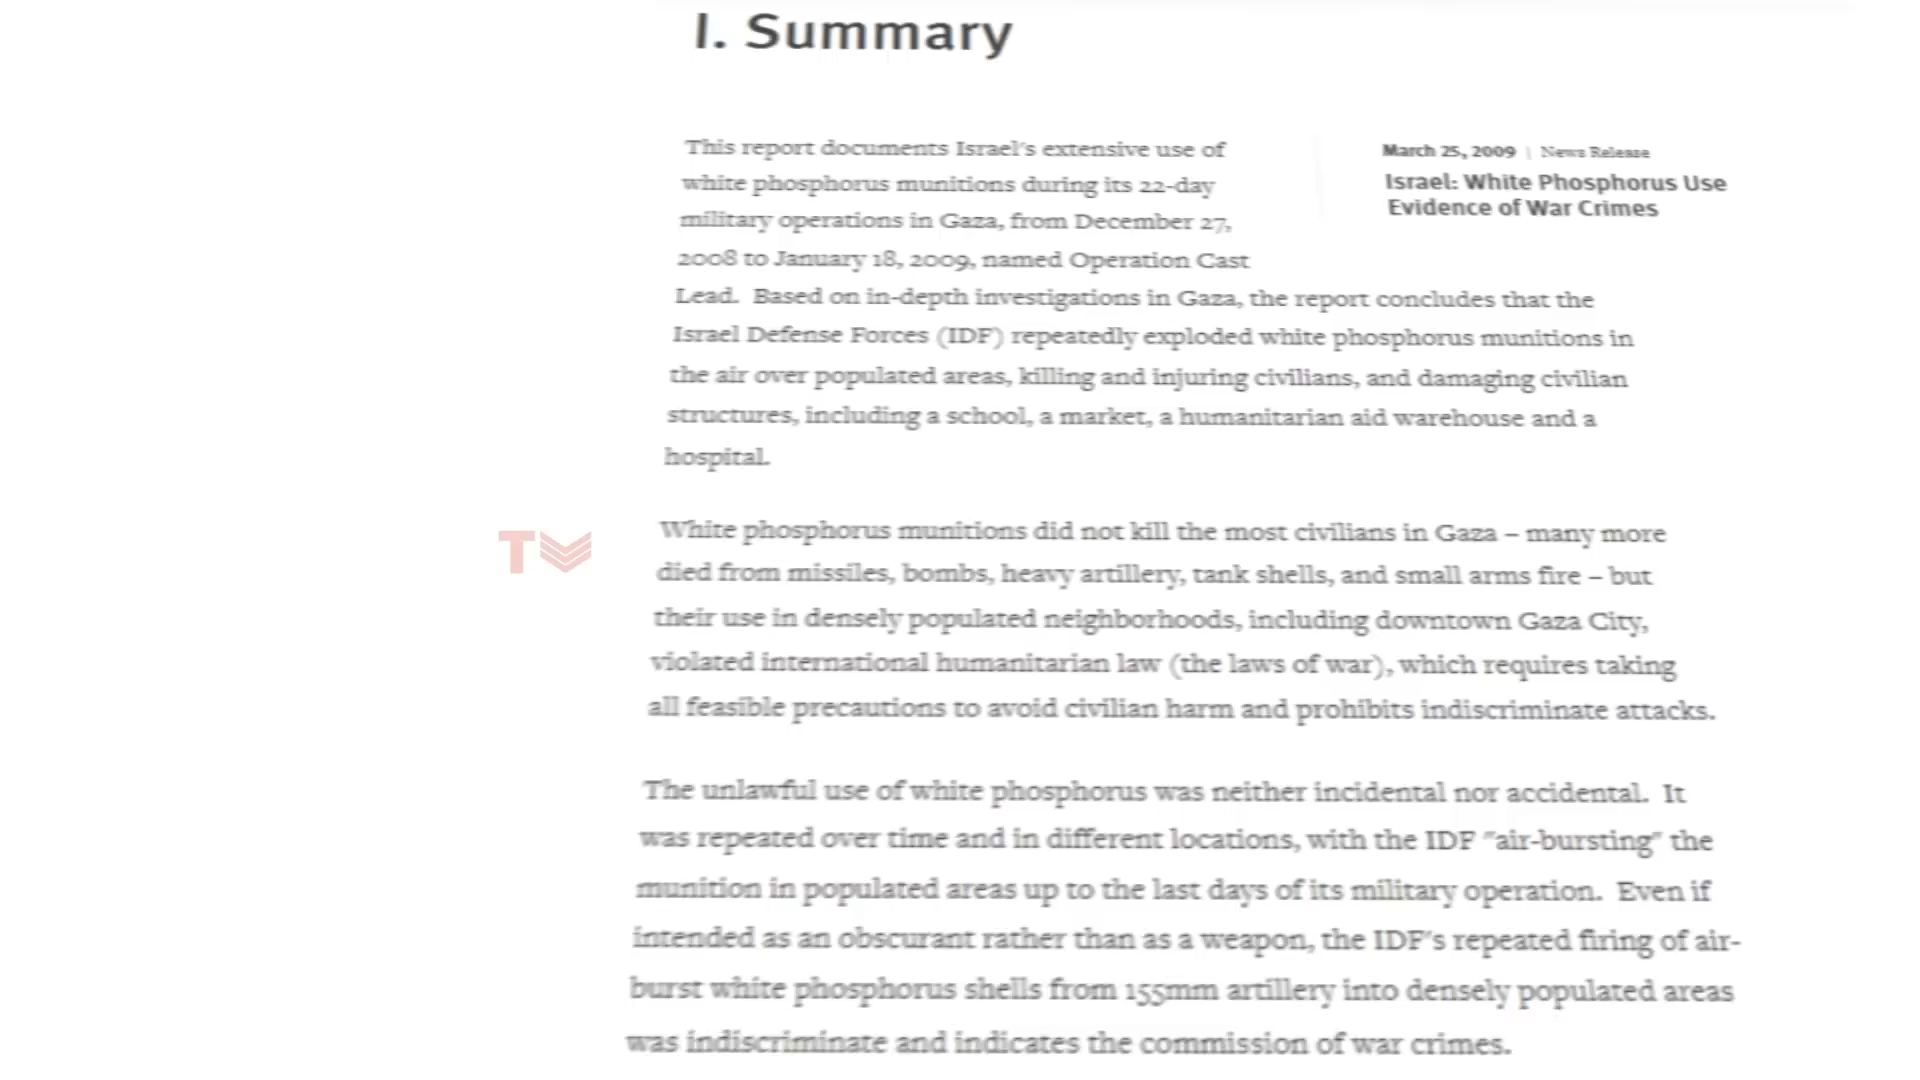 I. Summary
This report documents Israel's extensive use of
white phosphorus munitions during its 22-day
military operations in Gaza, from December 27,
2008 to January 18, 2009, named Operation Cast
Lead. Based on in-depth investigations in Gaza, the report concludes that the
Israel Defense Forces (IDF) repeatedly exploded white phosphorus munitions in
the air over populated areas, killing and injuring civilians, and damaging civilian
structures, including a school, a market, a humanitarian aid warehouse and a
hospital.
March 25, 2009 | News Release
Israel: White Phosphorus Use
Evidence of War Crimes
White phosphorus munitions did not kill the most civilians in Gaza – many more
died from missiles, bombs, heavy artillery, tank shells, and small arms fire – but
their use in densely populated neighborhoods, including downtown Gaza City,
violated international humanitarian law (the laws of war), which requires taking
all feasible precautions to avoid civilian harm and prohibits indiscriminate attacks.
T
The unlawful use of white phosphorus was neither incidental nor accidental. It
was repeated over time and in different locations, with the IDF "air-bursting" the
munition in populated areas up to the last days of its military operation. Even if
intended as an obscurant rather than as a weapon, the IDF's repeated firing of air-
burst white phosphorus shells from 155mm artillery into densely populated areas
was indiscriminate and indicates the commission of war crimes.